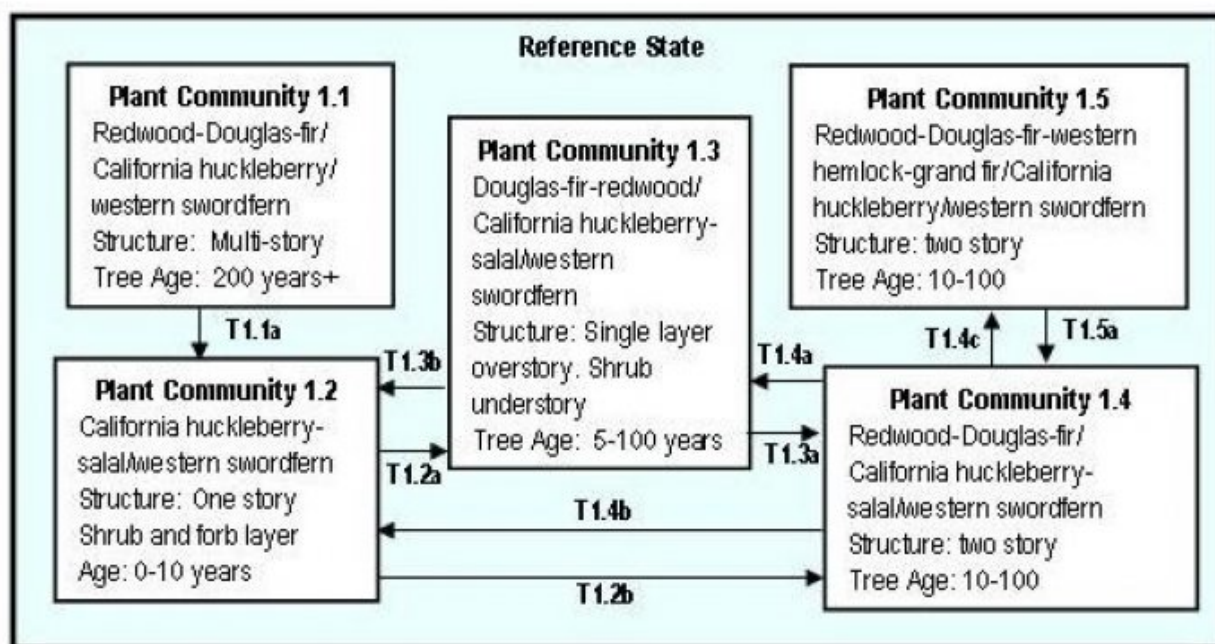 Reference State
Plant Community 1.1
Redwood-Douglas-fir/
California huckleberry/
western swordfern
Structure: Multi-story
Tree Age: 200 years+
T1.1a
Plant Community 1.2
California huckleberry-
salal/western swordfern
Structure: One story
Shrub and forb layer
Age: 0-10 years
T1.3b
T1.2a
Plant Community 1.3
Douglas-fir-redwood/
California huckleberry-
salal/western
swordfern
Structure: Single layer
overstory. Shrub
understory
Tree Age: 5-100 years
T1.4a
T1.3a
T1.4b
T1.2b
Plant Community 1.5
Redwood-Douglas-fir-western
hemlock-grand fir/California
huckleberry/western swordfern
Structure: two story
Tree Age: 10-100
T1.4c
T1.5a
Plant Community 1.4
Redwood-Douglas-fir/
California huckleberry-
salal/western swordfern
Structure: two story
Tree Age: 10-100